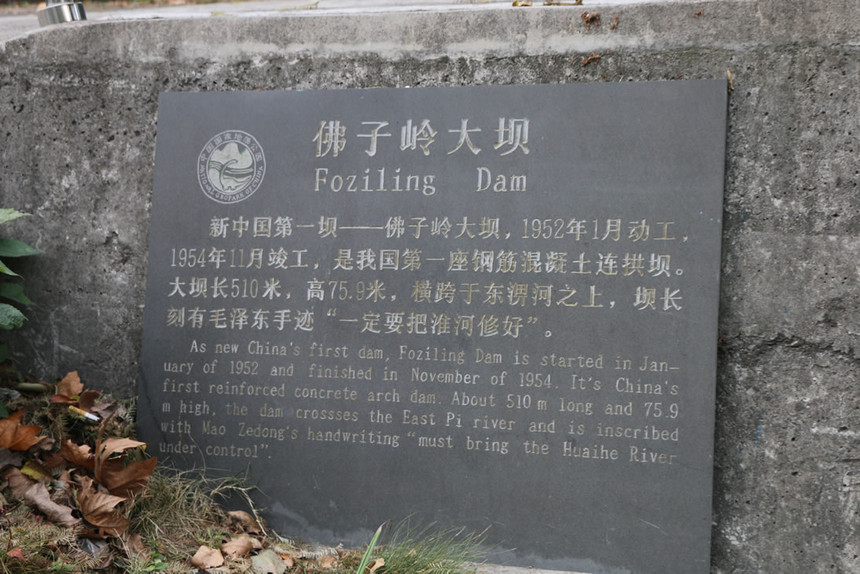 佛子岭大坝
Foziling Dam
新中国第一坝——佛子岭大坝，1952年1月动工，
1954年11月竣工，是我国第一座钢筋混凝土连拱坝。
大坝长510米，高75.9米，横跨于东淠河之上，坝长
刻有毛泽东手迹“一定要把淮河修好”。
As new China's first dam, Foziling Dam is started in Jan-
uary of 1952 and finished in November of 1954. It's China's
first reinforced concrete arch dam. About 510 m long and 75.9
m high, the dam crossses the East Pi river and is inscribed
with Mao Zedong's handwriting "must bring the Huaihe River
under control".